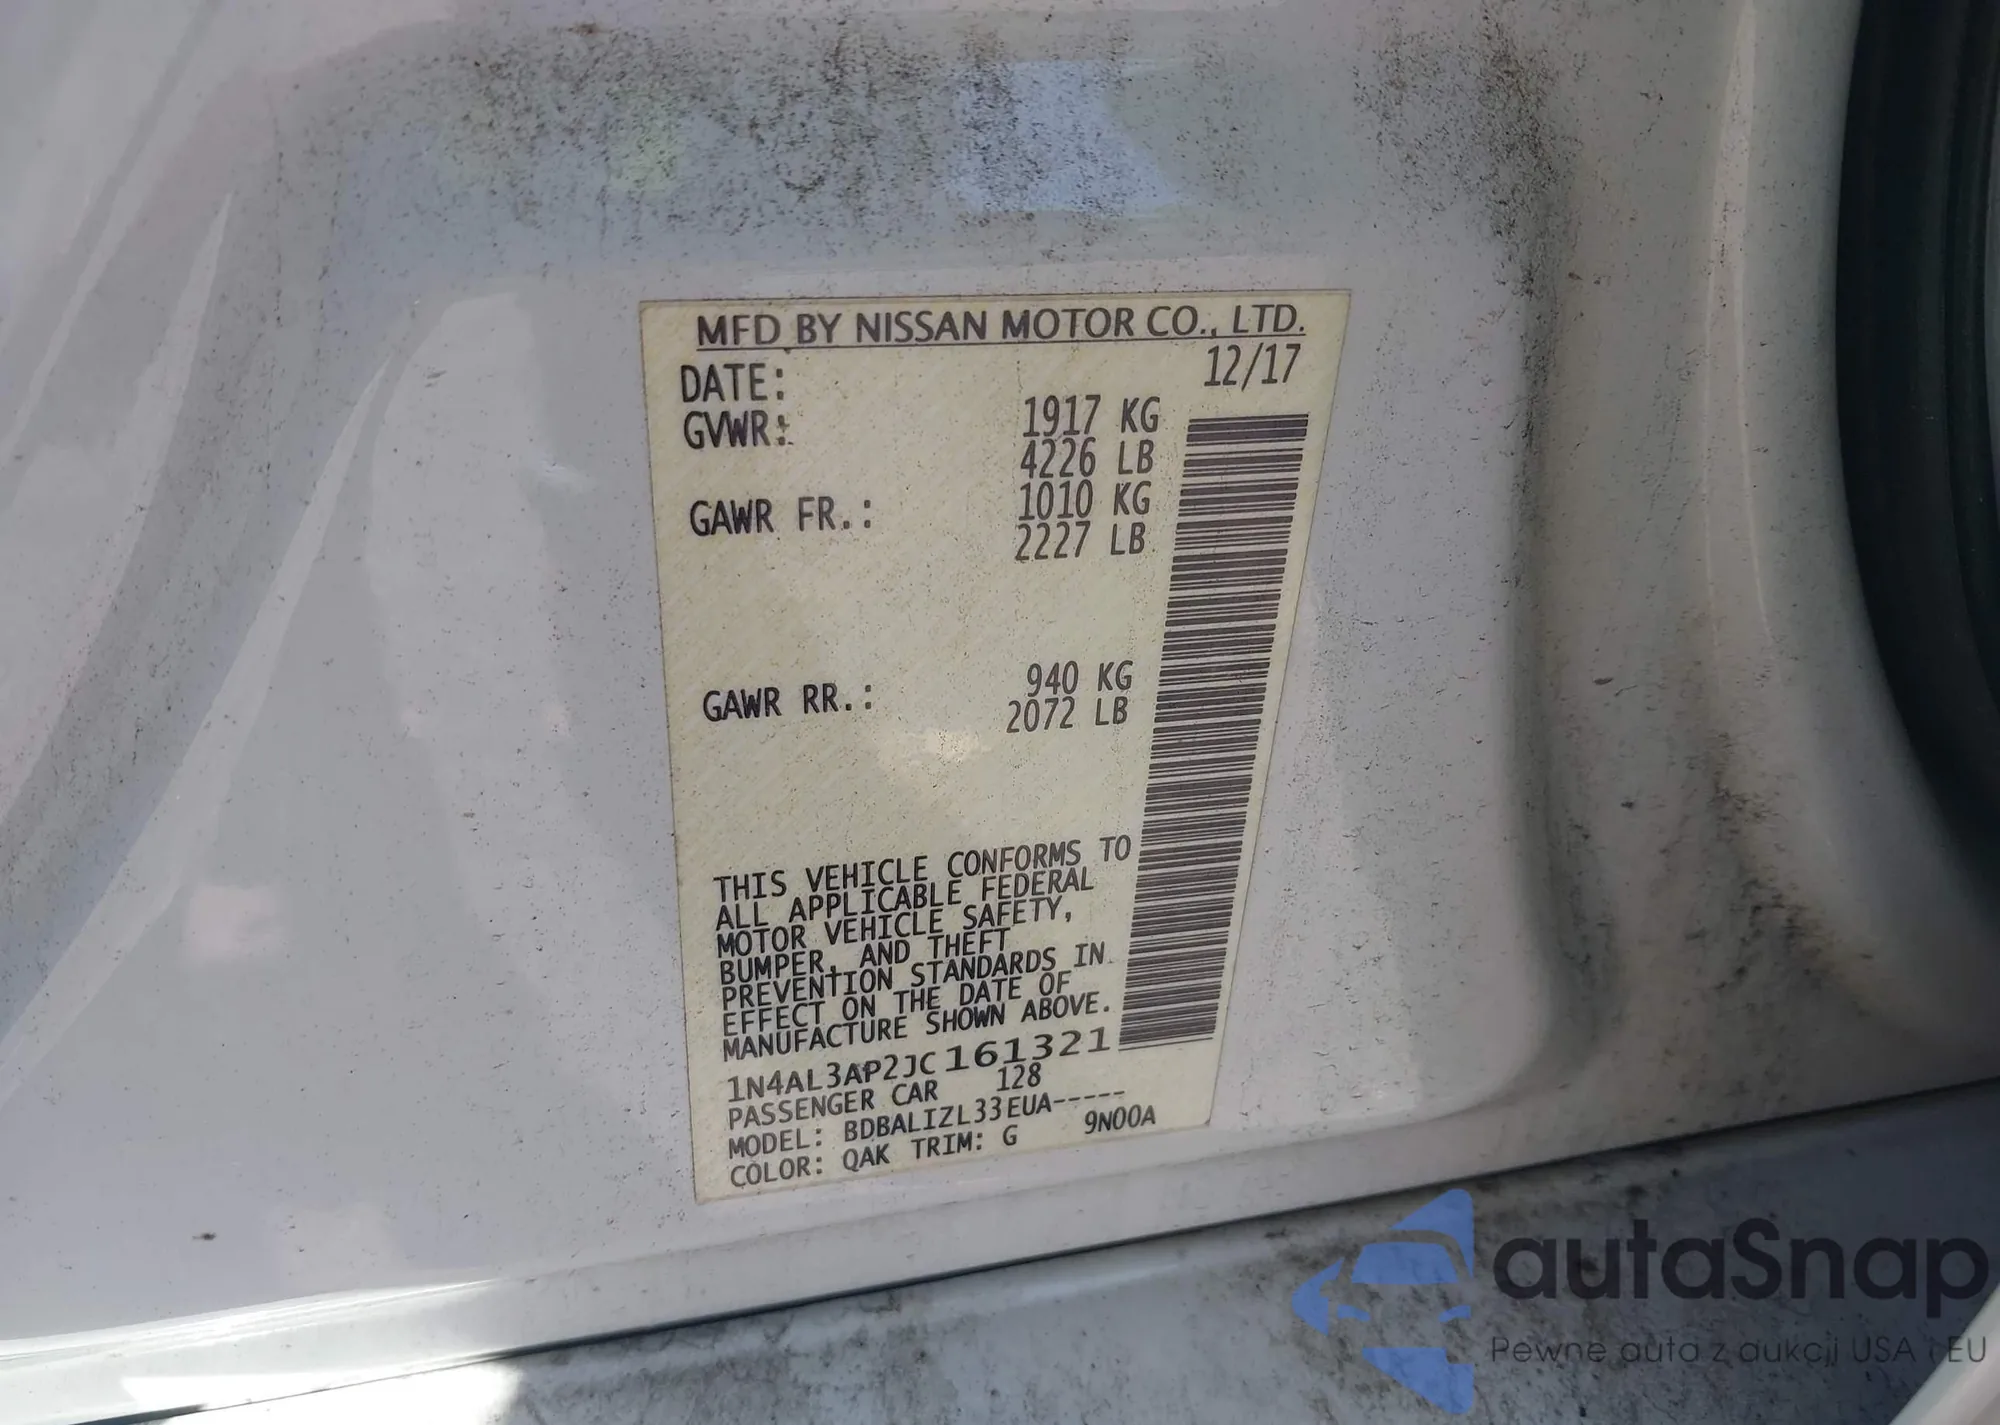 MFD BY NISSAN MOTOR CO., LTD.
DATE: 12/17
GVWR: 1917 KG
4226 LB
GAWR FR.: 1010 KG
2227 LB
GAWR RR.: 940 KG
2072 LB
THIS VEHICLE CONFORMS TO
ALL APPLICABLE FEDERAL
MOTOR VEHICLE SAFETY,
BUMPER, AND THEFT
PREVENTION STANDARDS IN
EFFECT ON THE DATE OF
MANUFACTURE SHOWN ABOVE.
1N4AL3AP2JC161321
PASSENGER CAR 128
MODEL: BDBALIZL33EUA-----
COLOR: QAK TRIM: G 9N00A
autaSnap
Pewne auta z aukcji USA i EU